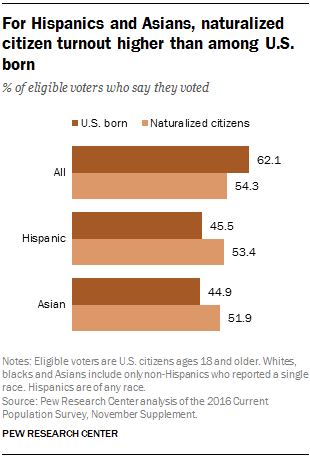 For Hispanics and Asians, naturalized
citizen turnout higher than among U.S.
born
% of eligible voters who say they voted
U.S. born Naturalized citizens
All
62.1
54.3
Hispanic
45.5
53.4
Asian
44.9
51.9
Notes: Eligible voters are U.S. citizens ages 18 and older. Whites,
blacks and Asians include only non-Hispanics who reported a single
race. Hispanics are of any race.
Source: Pew Research Center analysis of the 2016 Current
Population Survey, November Supplement.
PEW RESEARCH CENTER